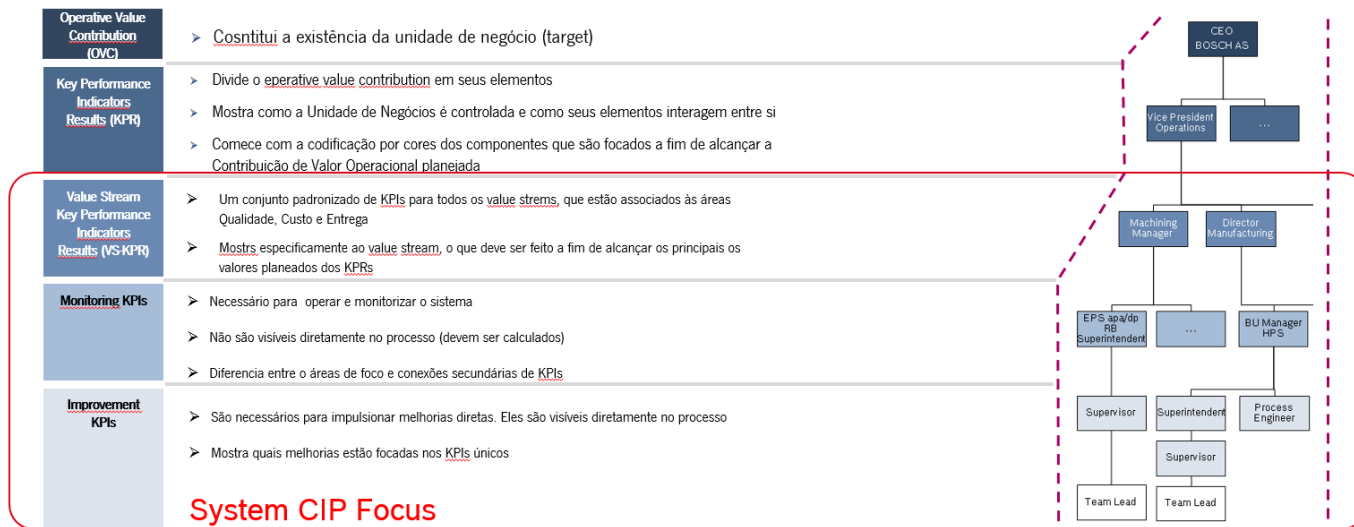 Operative Value
Contribution
(OVC)
➢ Cosntitui a existência da unidade de negócio (target)
Key Performance
Indicators
Results (KPR)
➢ Divide o eperative value contribution em seus elementos
➢ Mostra como a Unidade de Negócios é controlada e como seus elementos interagem entre si
➢ Comece com a codificação por cores dos componentes que são focados a fim de alcançar a
Contribuição de Valor Operacional planejada
Value Stream
Key Performance
Indicators
Results (VS-KPR)
➢ Um conjunto padronizado de KPIs para todos os value strems, que estão associados às áreas
Qualidade, Custo e Entrega
➢ Mostrs especificamente ao value stream, o que deve ser feito a fim de alcançar os principais os
valores planeados dos KPRs
Monitoring KPIs
➢ Necessário para operar e monitorizar o sistema
➢ Não são visíveis diretamente no processo (devem ser calculados)
➢ Diferencia entre o áreas de foco e conexões secundárias de KPIs
Improvement
KPIs
➢ São necessários para impulsionar melhorias diretas. Eles são visíveis diretamente no processo
➢ Mostra quais melhorias estão focadas nos KPIs únicos
System CIP Focus
CEO
BOSCH AS
Vice President
Operations
...
Machining
Manager
Director
Manufacturing
EPS apa/dp
RB
Superintendent
...
BU Manager
HPS
Supervisor
Superintendent
Process
Engineer
Supervisor
Team Lead
Team Lead